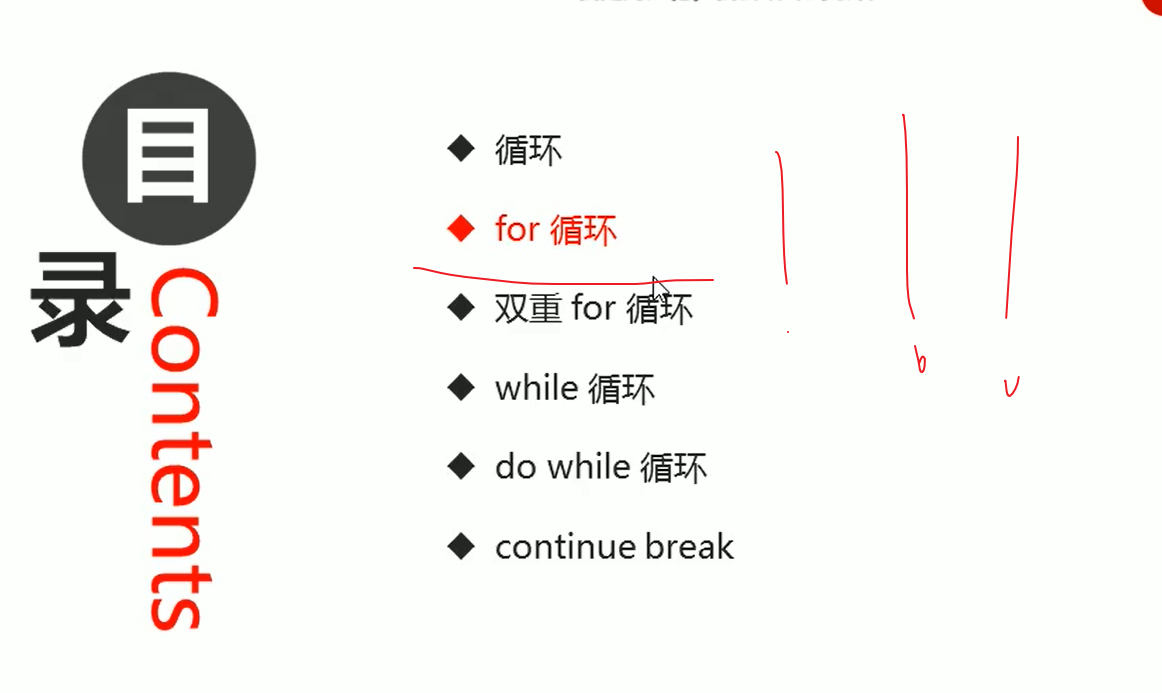 目录
Contents
循环
for 循环
双重 for 循环
while 循环
do while 循环
continue break
b